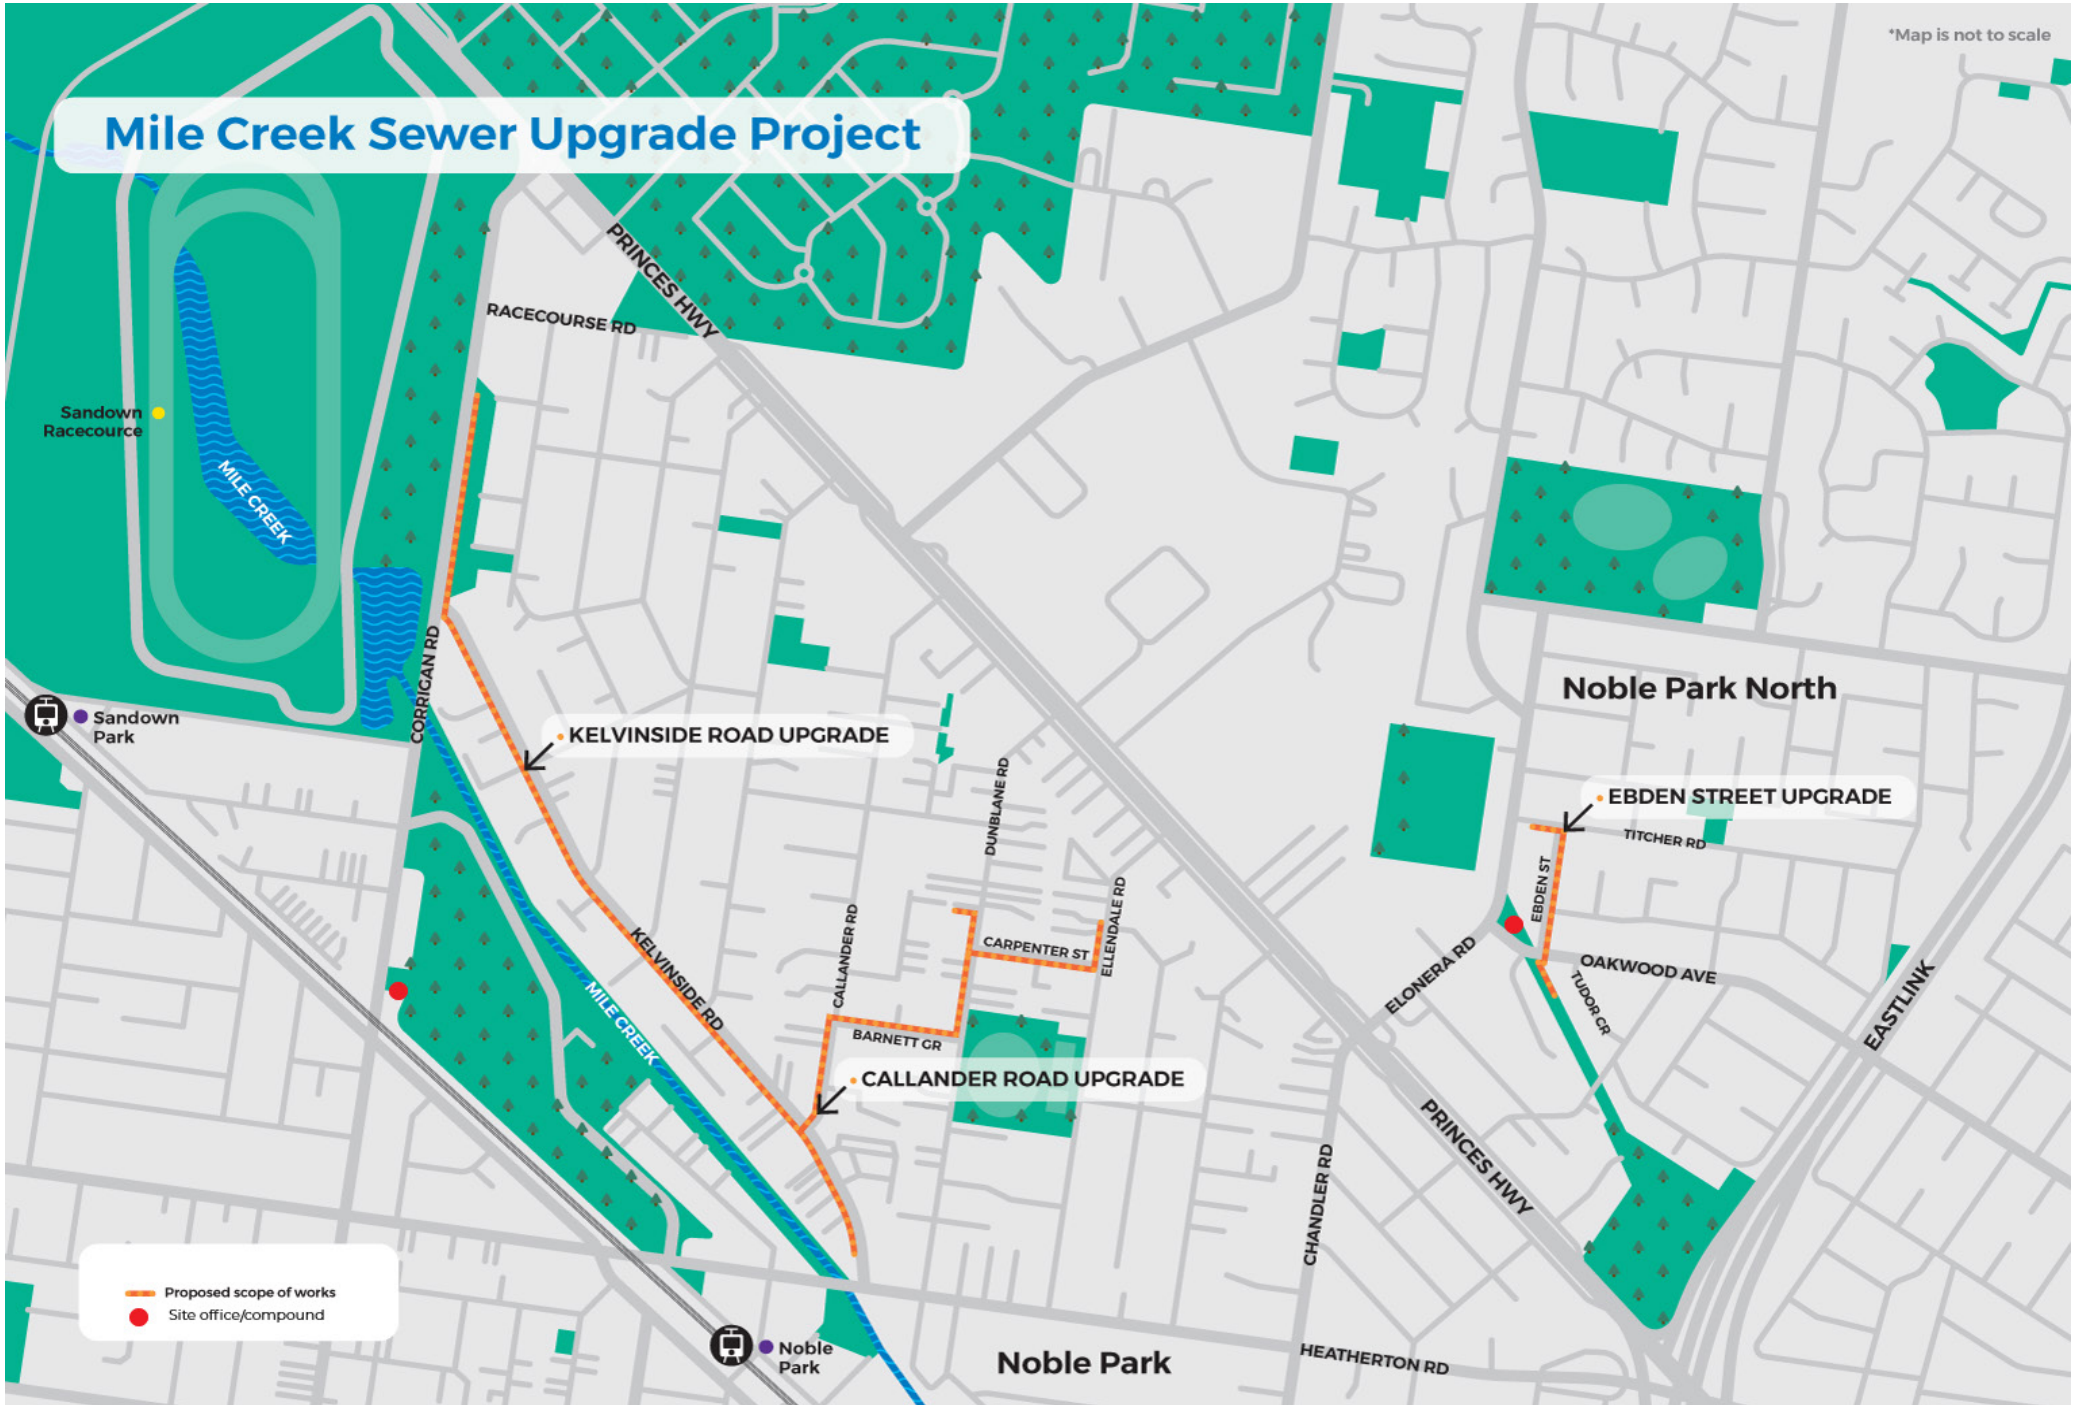 *Map is not to scale
Mile Creek Sewer Upgrade Project
PRINCES HWY
RACECOURSE RD
Sandown
Racecource
MILE CREEK
CORRIGAN RD
Sandown
Park
KELVINSIDE ROAD UPGRADE
Noble Park North
DUNBLANE RD
EBDEN STREET UPGRADE
TITCHER RD
EBDEN ST
CALLANDER RD
ELLENDALE RD
CARPENTER ST
KELVINSIDE RD
ELONERA RD
OAKWOOD AVE
TUDOR CR
EASTLINK
MILE CREEK
BARNETT GR
CALLANDER ROAD UPGRADE
PRINCES HWY
CHANDLER RD
Proposed scope of works
Site office/compound
Noble
Park
Noble Park
HEATHERTON RD